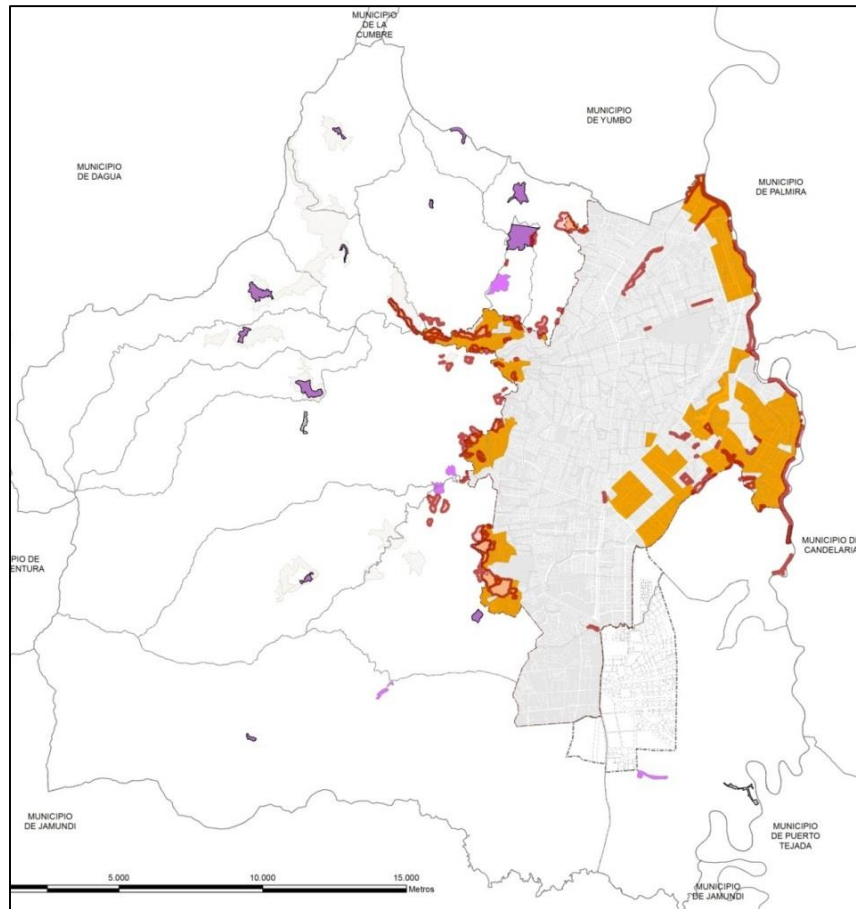 MUNICIPIO
DE LA
CUMBRE
MUNICIPIO
DE YUMBO
MUNICIPIO
DE DAGUA
MUNICIPIO
DE PALMIRA
MUNICIPIO DE
CANDELARIA
PIO DE
ENTURA
MUNICIPIO
DE JAMUNDI
MUNICIPIO
DE PUERTO
TEJADA
MUNICIPIO
DE JAMUNDI
5.000
10.000
15.000
Metros